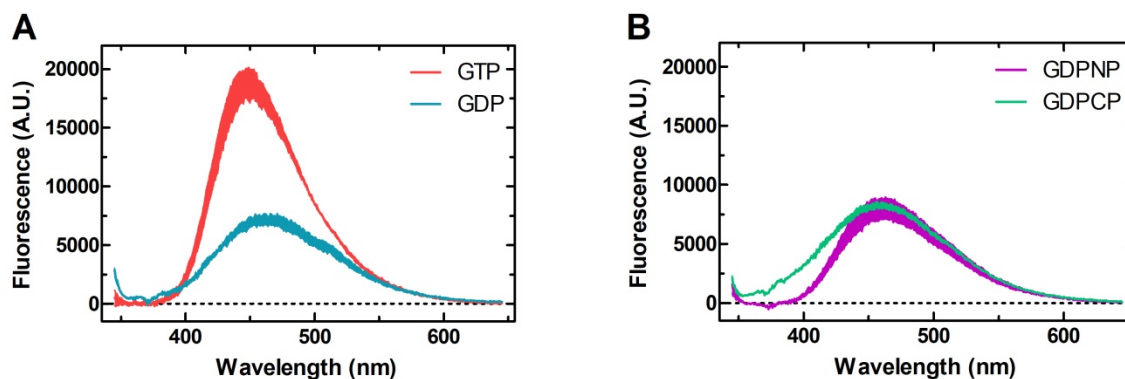 A
Fluorescence (A.U.)
20000
15000
10000
5000
0
GTP
GDP
400
500
600
Wavelength (nm)
B
Fluorescence (A.U.)
20000
15000
10000
5000
0
GDPNP
GDPCP
400
500
600
Wavelength (nm)